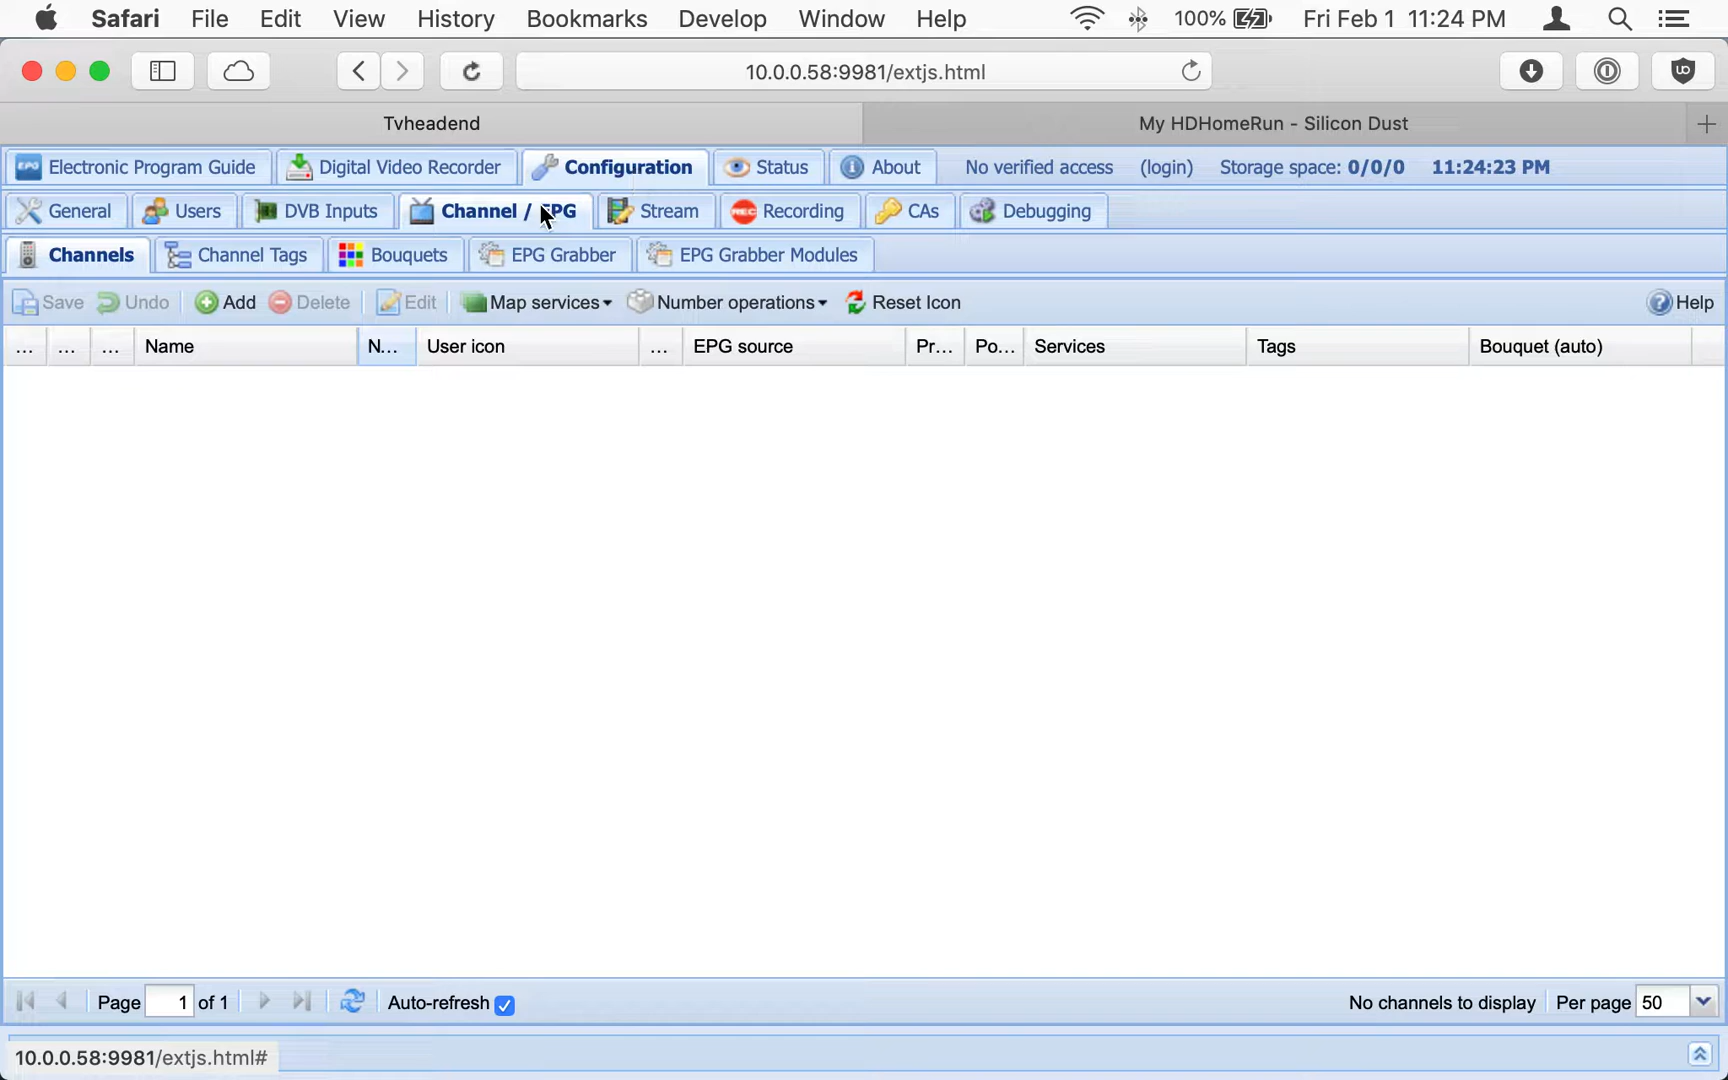 Safari File Edit View History Bookmarks Develop Window Help 100% Fri Feb 1 11:24 PM
10.0.0.58:9981/extjs.html
Tvheadend My HDHomeRun - Silicon Dust
Electronic Program Guide Digital Video Recorder Configuration Status About No verified access (login) Storage space: 0/0/0 11:24:23 PM
General Users DVB Inputs Channel / EPG Stream REC Recording CAs Debugging
Channels Channel Tags Bouquets EPG Grabber EPG Grabber Modules
Save Undo Add Delete Edit Map services Number operations Reset Icon Help
... ... ... Name N... User icon ... EPG source Pr... Po... Services Tags Bouquet (auto)
Page 1 of 1 Auto-refresh No channels to display Per page 50
10.0.0.58:9981/extjs.html#